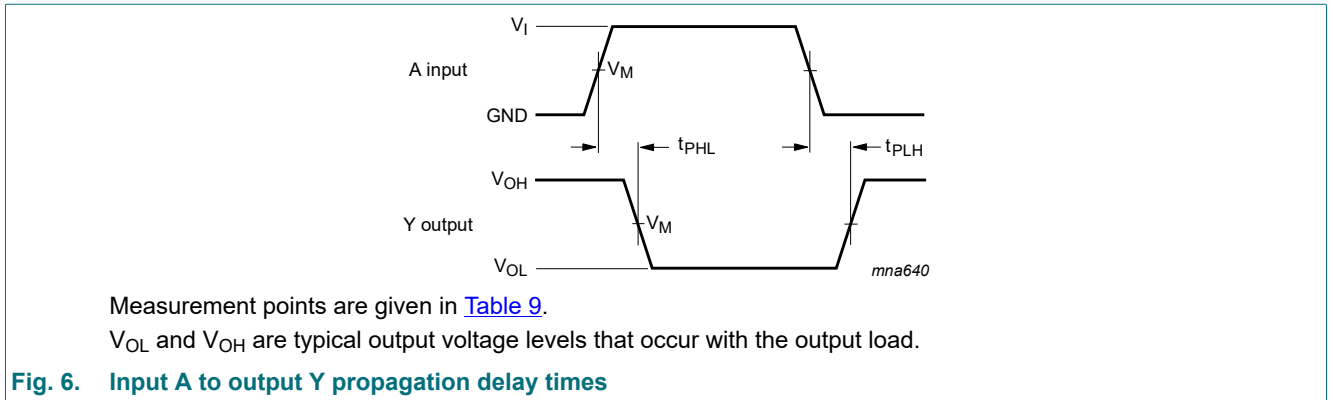 VI
A input
VM
GND
tPHL
tPLH
VOH
Y output
VM
VOL
mna640
Measurement points are given in Table 9.
VOL and VOH are typical output voltage levels that occur with the output load.
Fig. 6. Input A to output Y propagation delay times